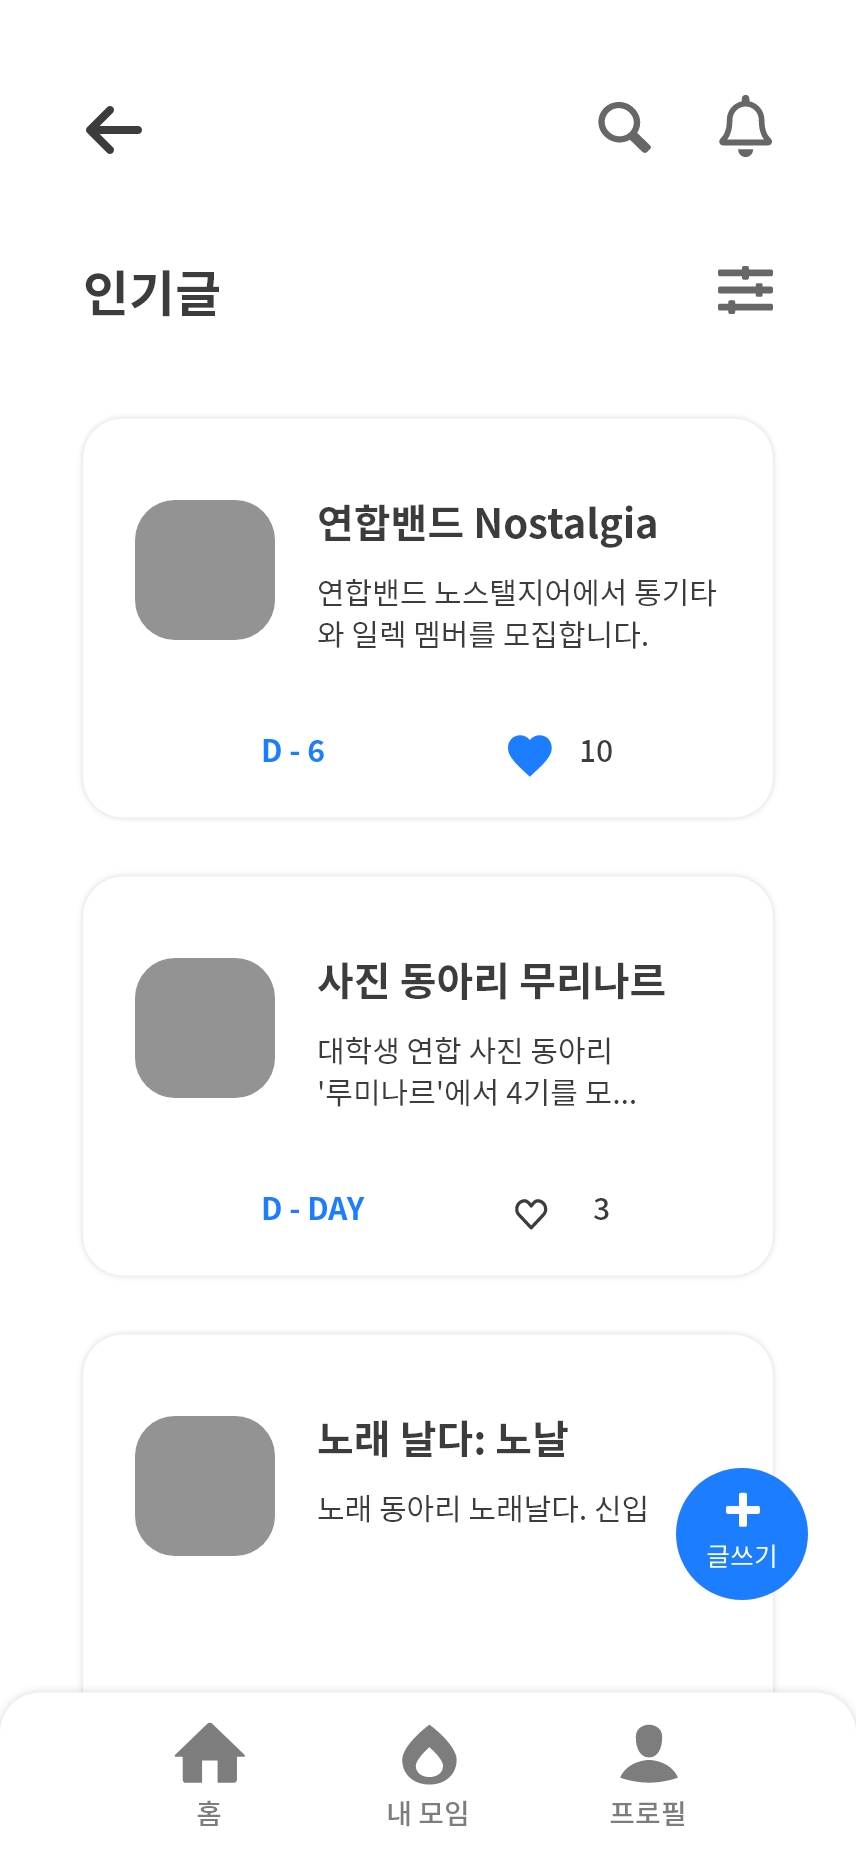 인기글
연합밴드 Nostalgia
연합밴드 노스탤지어에서 통기타
와 일렉 멤버를 모집합니다.
D - 6
10
사진 동아리 무리나르
대학생 연합 사진 동아리
'루미나르'에서 4기를 모...
D - DAY
3
노래 날다: 노날
노래 동아리 노래날다. 신입
글쓰기
홈
내 모임
프로필